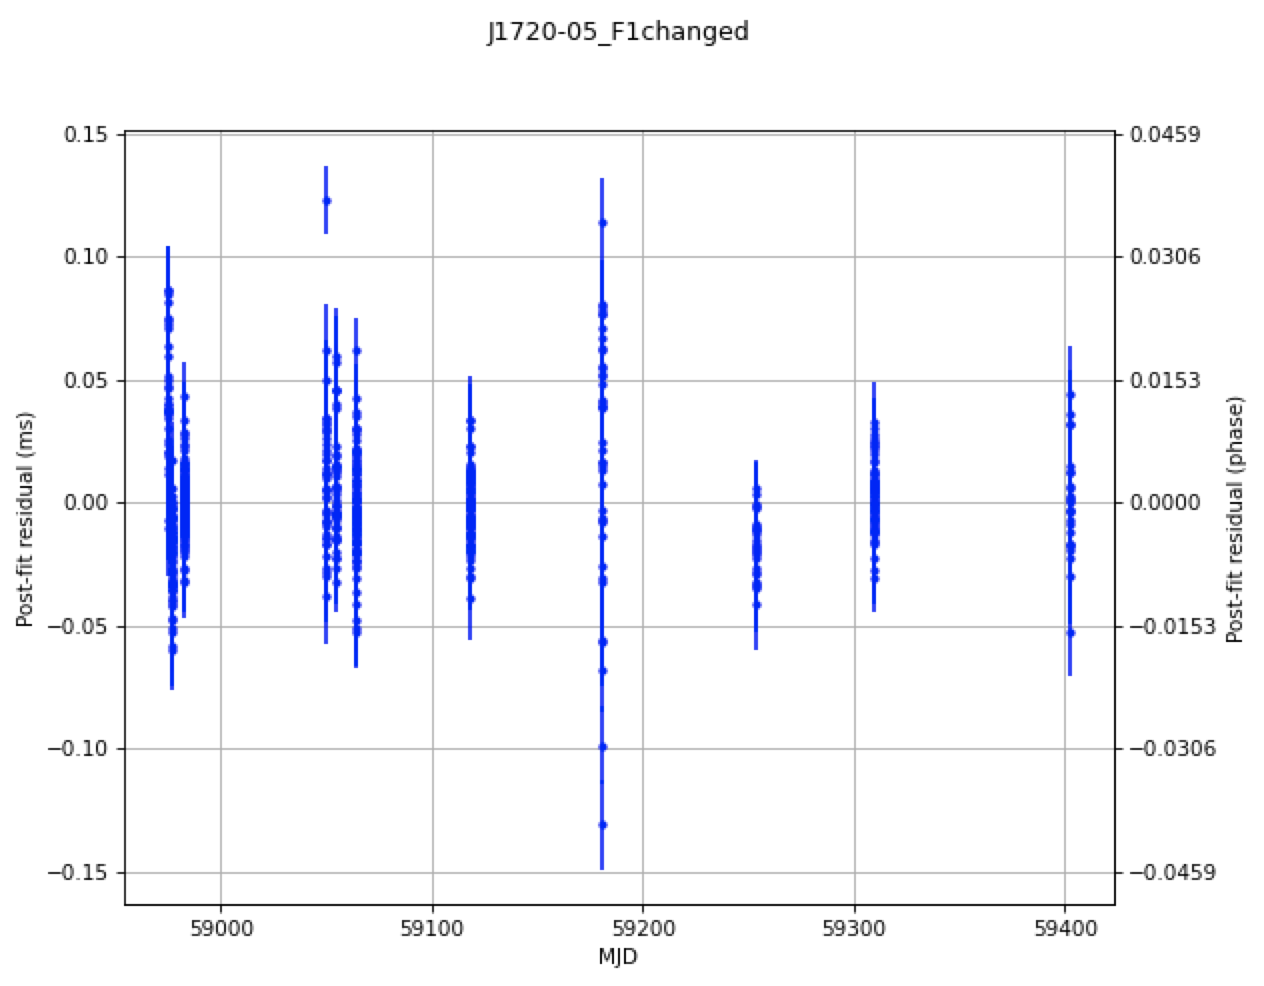 J1720-05_F1changed
0.15
0.10
0.05
0.00
−0.05
−0.10
−0.15
Post-fit residual (ms)
0.0459
0.0306
0.0153
0.0000
−0.0153
−0.0306
−0.0459
Post-fit residual (phase)
59000 59100 59200 59300 59400
MJD